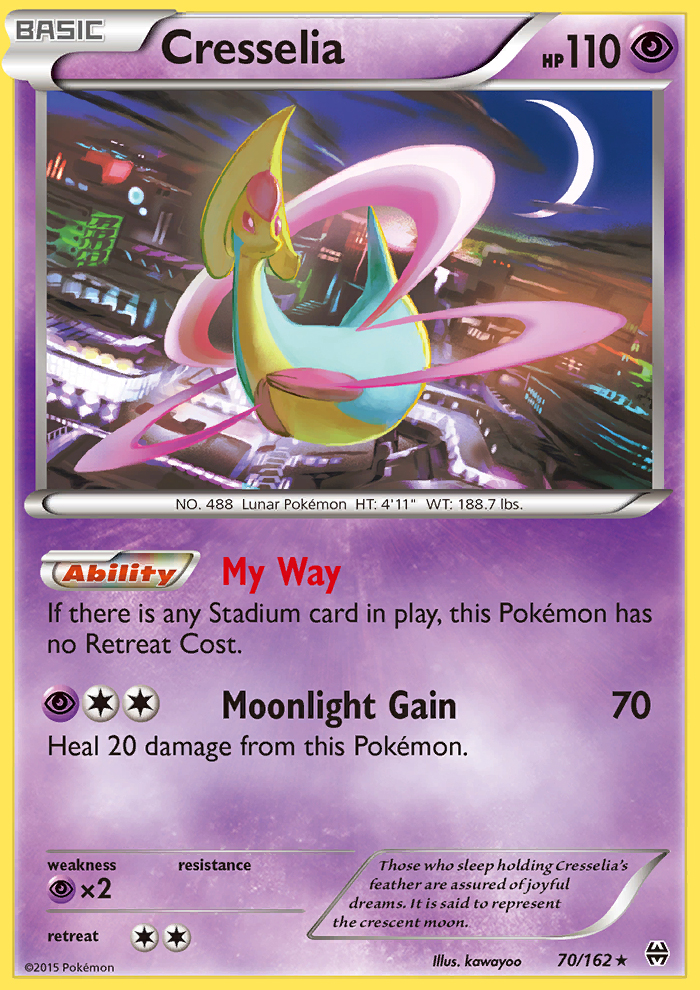 BASIC
Cresselia
HP110
NO. 488 Lunar Pokémon HT: 4'11" WT: 188.7 lbs.
Ability My Way
If there is any Stadium card in play, this Pokémon has
no Retreat Cost.
Moonlight Gain 70
Heal 20 damage from this Pokémon.
weakness resistance
×2
retreat
Those who sleep holding Cresselia's
feather are assured of joyful
dreams. It is said to represent
the crescent moon.
©2015 Pokémon
Illus. kawayoo
70/162 ★